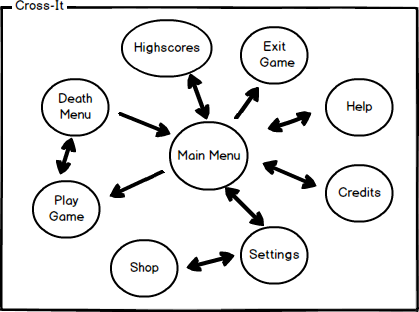 Cross-It
Highscores
Exit
Game
Death
Menu
Help
Main Menu
Play
Game
Credits
Shop
Settings